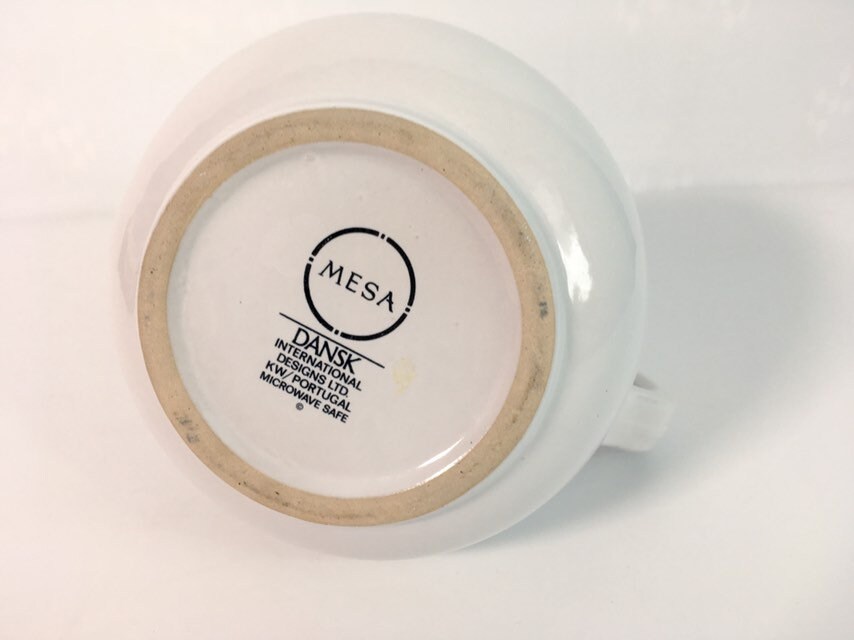 MESA
DANSK
INTERNATIONAL
DESIGNS LTD.
KW/PORTUGAL
MICROWAVE SAFE
©